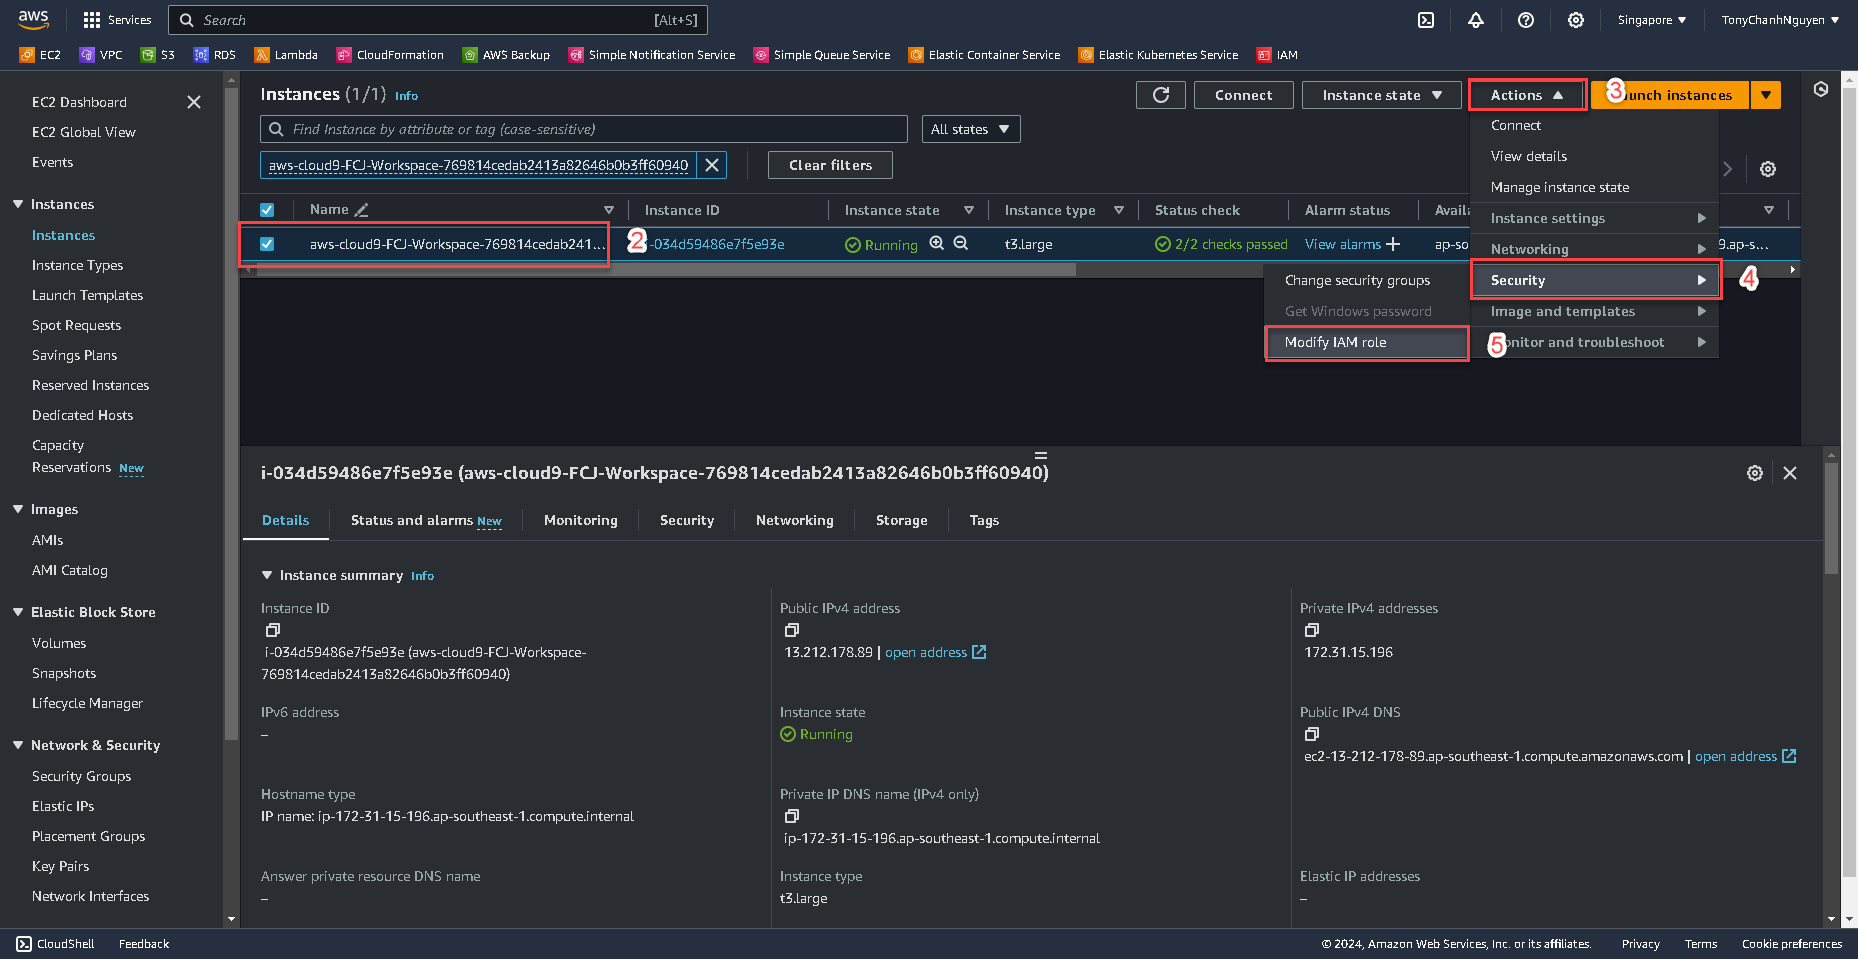 aws
Services
Search
[Alt+S]
Singapore
TonyChanhNguyen
EC2
VPC
S3
RDS
Lambda
CloudFormation
AWS Backup
Simple Notification Service
Simple Queue Service
Elastic Container Service
Elastic Kubernetes Service
IAM
EC2 Dashboard
EC2 Global View
Events
Instances
Instances
Instance Types
Launch Templates
Spot Requests
Savings Plans
Reserved Instances
Dedicated Hosts
Capacity
Reservations New
Images
AMIs
AMI Catalog
Elastic Block Store
Volumes
Snapshots
Lifecycle Manager
Network & Security
Security Groups
Elastic IPs
Placement Groups
Key Pairs
Network Interfaces
Instances (1/1) Info
Connect
Instance state
Actions
3
unch instances
Find Instance by attribute or tag (case-sensitive)
All states
aws-cloud9-FCJ-Workspace-769814cedab2413a82646b0b3ff60940
Clear filters
Name
Instance ID
Instance state
Instance type
Status check
Alarm status
Availa
aws-cloud9-FCJ-Workspace-769814cedab241...
2
-034d59486e7f5e93e
Running
t3.large
2/2 checks passed
View alarms
ap-so
9.ap-s...
Connect
View details
Manage instance state
Instance settings
Networking
Security
4
Image and templates
5
onitor and troubleshoot
Change security groups
Get Windows password
Modify IAM role
i-034d59486e7f5e93e (aws-cloud9-FCJ-Workspace-769814cedab2413a82646b0b3ff60940)
Details
Status and alarms New
Monitoring
Security
Networking
Storage
Tags
Instance summary Info
Instance ID
i-034d59486e7f5e93e (aws-cloud9-FCJ-Workspace-
769814cedab2413a82646b0b3ff60940)
Public IPv4 address
13.212.178.89 | open address
Private IPv4 addresses
172.31.15.196
IPv6 address
–
Instance state
Running
Public IPv4 DNS
ec2-13-212-178-89.ap-southeast-1.compute.amazonaws.com | open address
Hostname type
IP name: ip-172-31-15-196.ap-southeast-1.compute.internal
Private IP DNS name (IPv4 only)
ip-172-31-15-196.ap-southeast-1.compute.internal
Answer private resource DNS name
–
Instance type
t3.large
Elastic IP addresses
–
CloudShell
Feedback
© 2024, Amazon Web Services, Inc. or its affiliates.
Privacy
Terms
Cookie preferences